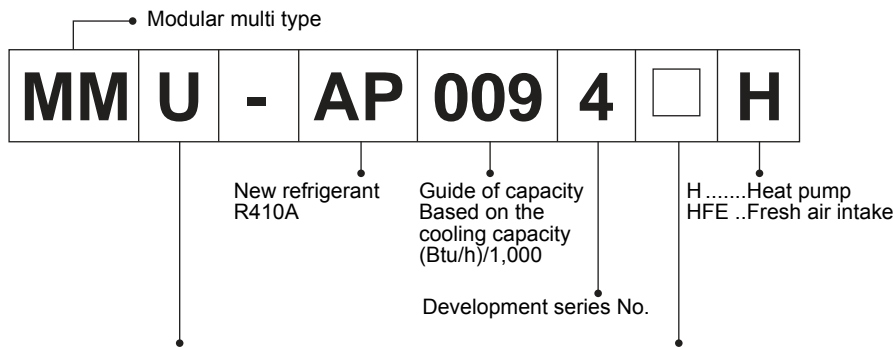 Modular multi type
MM U - AP 009 4 □ H
New refrigerant
R410A
Guide of capacity
Based on the
cooling capacity
(Btu/h)/1,000
H .......Heat pump
HFE ..Fresh air intake
Development series No.